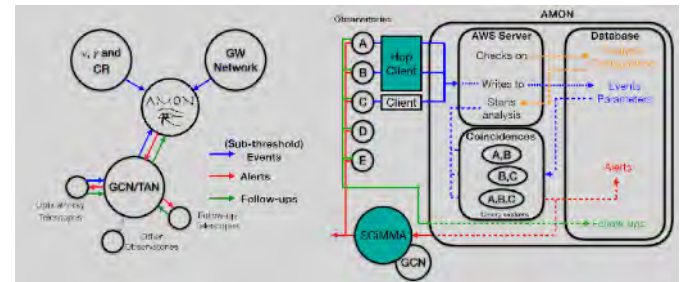 ν, γ and
CR
GW
Network
AMON
(Sub-threshold)
Events
Alerts
Follow-ups
GCN/TAN
Telescopes
Follow-up
Telescopes
Other
Observatories
Observatories
A
B
C
D
E
Hop
Client
Client
SCiMMA
GCN
AMON
AWS Server
Checks on
Writes to
Starts
analysis
Coincidences
A,B
B,C
A,B,C
Database
Events
Parameters
Alerts
Follow-ups